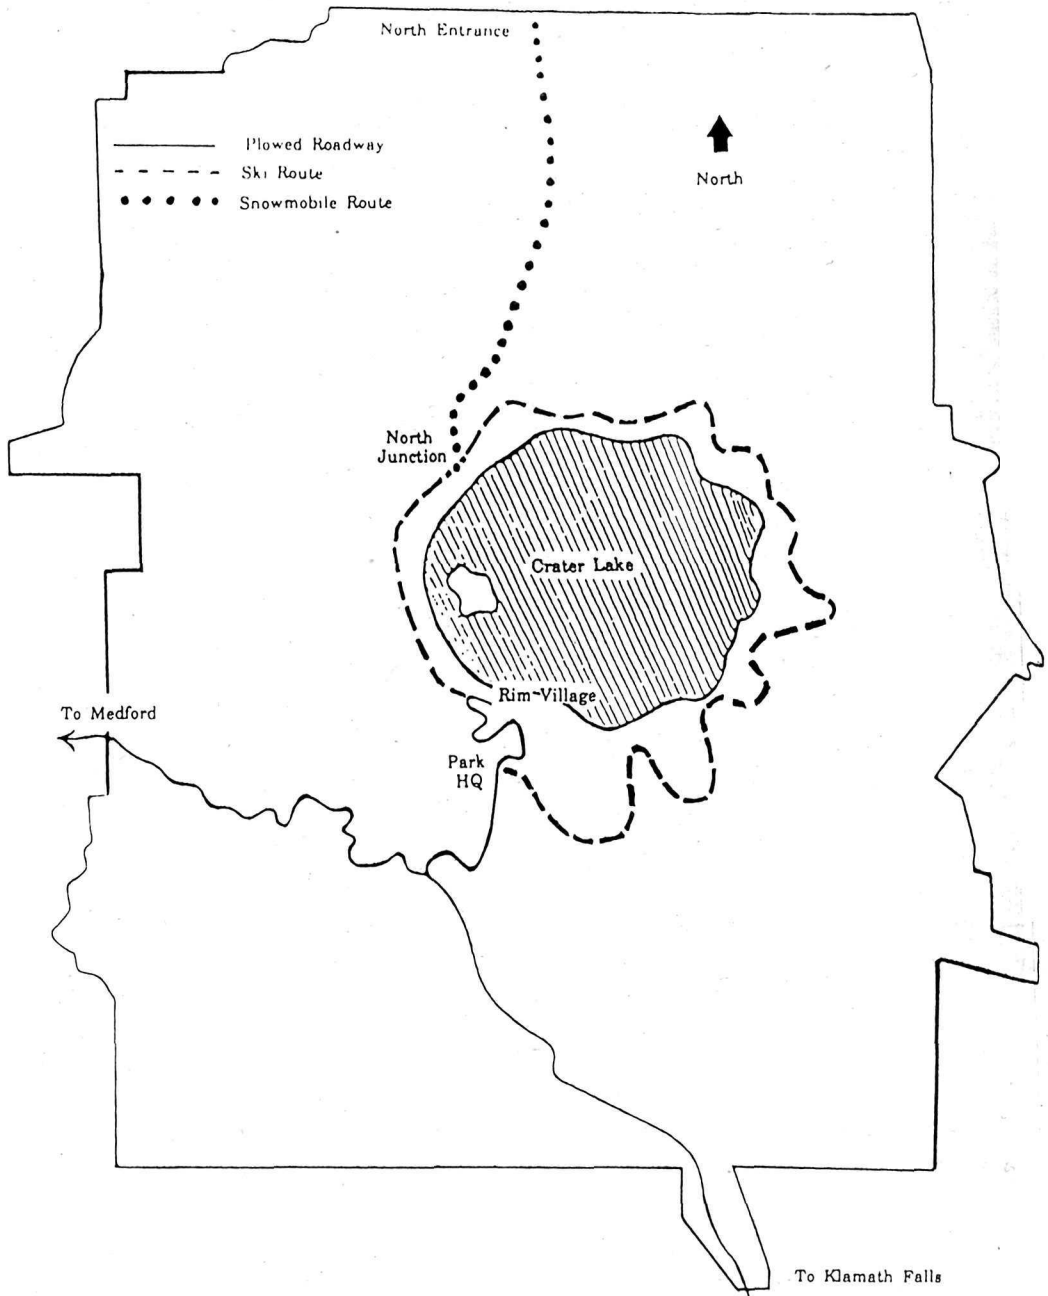 North Entrance
Plowed Roadway
Ski Route
Snowmobile Route
North
North
Junction
Crater Lake
Rim-Village
To Medford
Park
HQ
To Klamath Falls